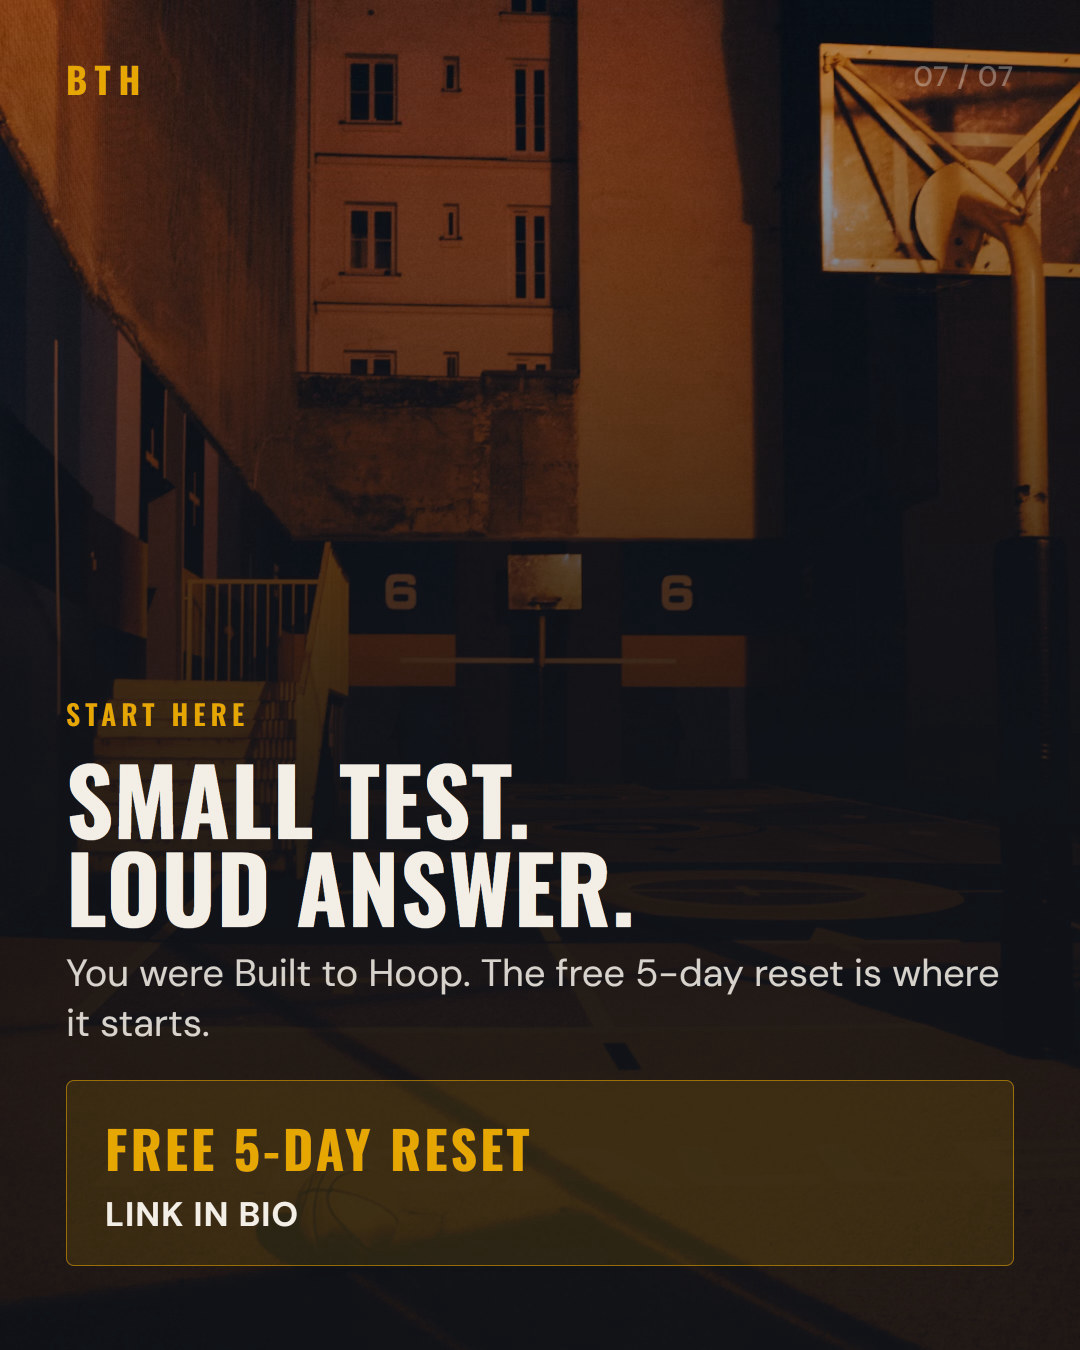 BTH
07 / 07
6
6
START HERE
SMALL TEST.
LOUD ANSWER.
You were Built to Hoop. The free 5-day reset is where
it starts.
FREE 5-DAY RESET
LINK IN BIO